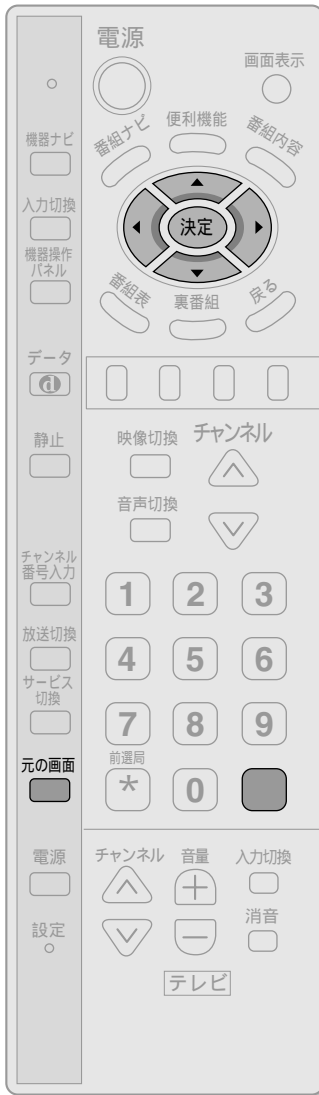 電源
画面表示
機器ナビ
番組ナビ
便利機能
番組内容
入力切換
決定
機器操作
パネル
番組表
裏番組
戻る
データ
d
静止
映像切換
チャンネル
音声切換
チャンネル
番号入力
1
2
3
放送切換
4
5
6
サービス
切換
7
8
9
元の画面
前選局
*
0
電源
チャンネル
音量
入力切換
+
設定
消音
−
テレビ